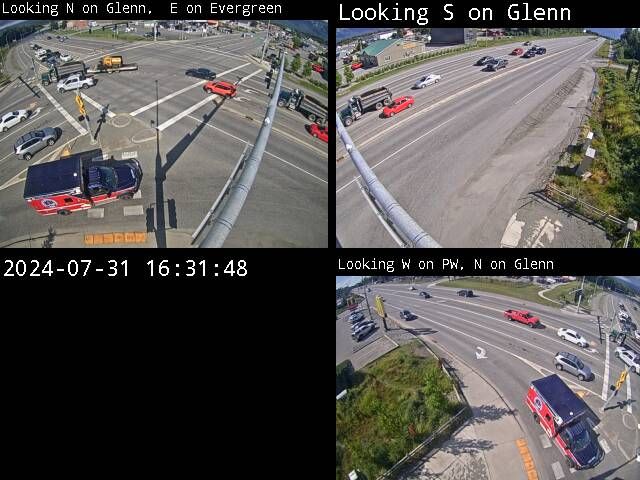 Looking N on Glenn,  E on Evergreen
Looking S on Glenn
2024-07-31 16:31:48
Looking W on PW, N on Glenn